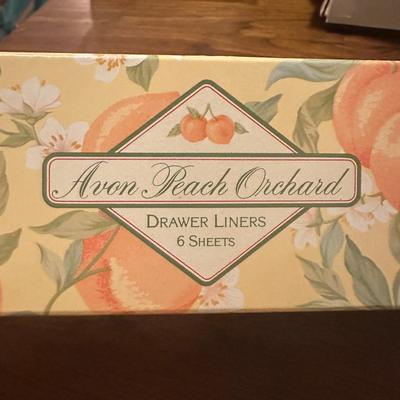 Avon Peach Orchard
DRAWER LINERS
6 SHEETS